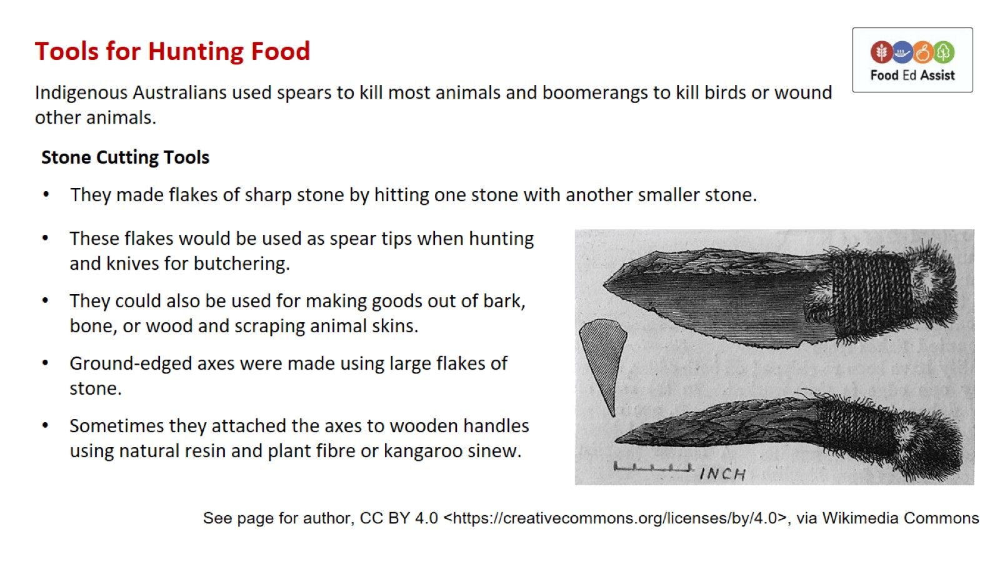 Tools for Hunting Food
Food Ed Assist
Indigenous Australians used spears to kill most animals and boomerangs to kill birds or wound
other animals.
Stone Cutting Tools
• They made flakes of sharp stone by hitting one stone with another smaller stone.
• These flakes would be used as spear tips when hunting
and knives for butchering.
• They could also be used for making goods out of bark,
bone, or wood and scraping animal skins.
• Ground-edged axes were made using large flakes of
stone.
• Sometimes they attached the axes to wooden handles
using natural resin and plant fibre or kangaroo sinew.
INCH
See page for author, CC BY 4.0 <https://creativecommons.org/licenses/by/4.0>, via Wikimedia Commons